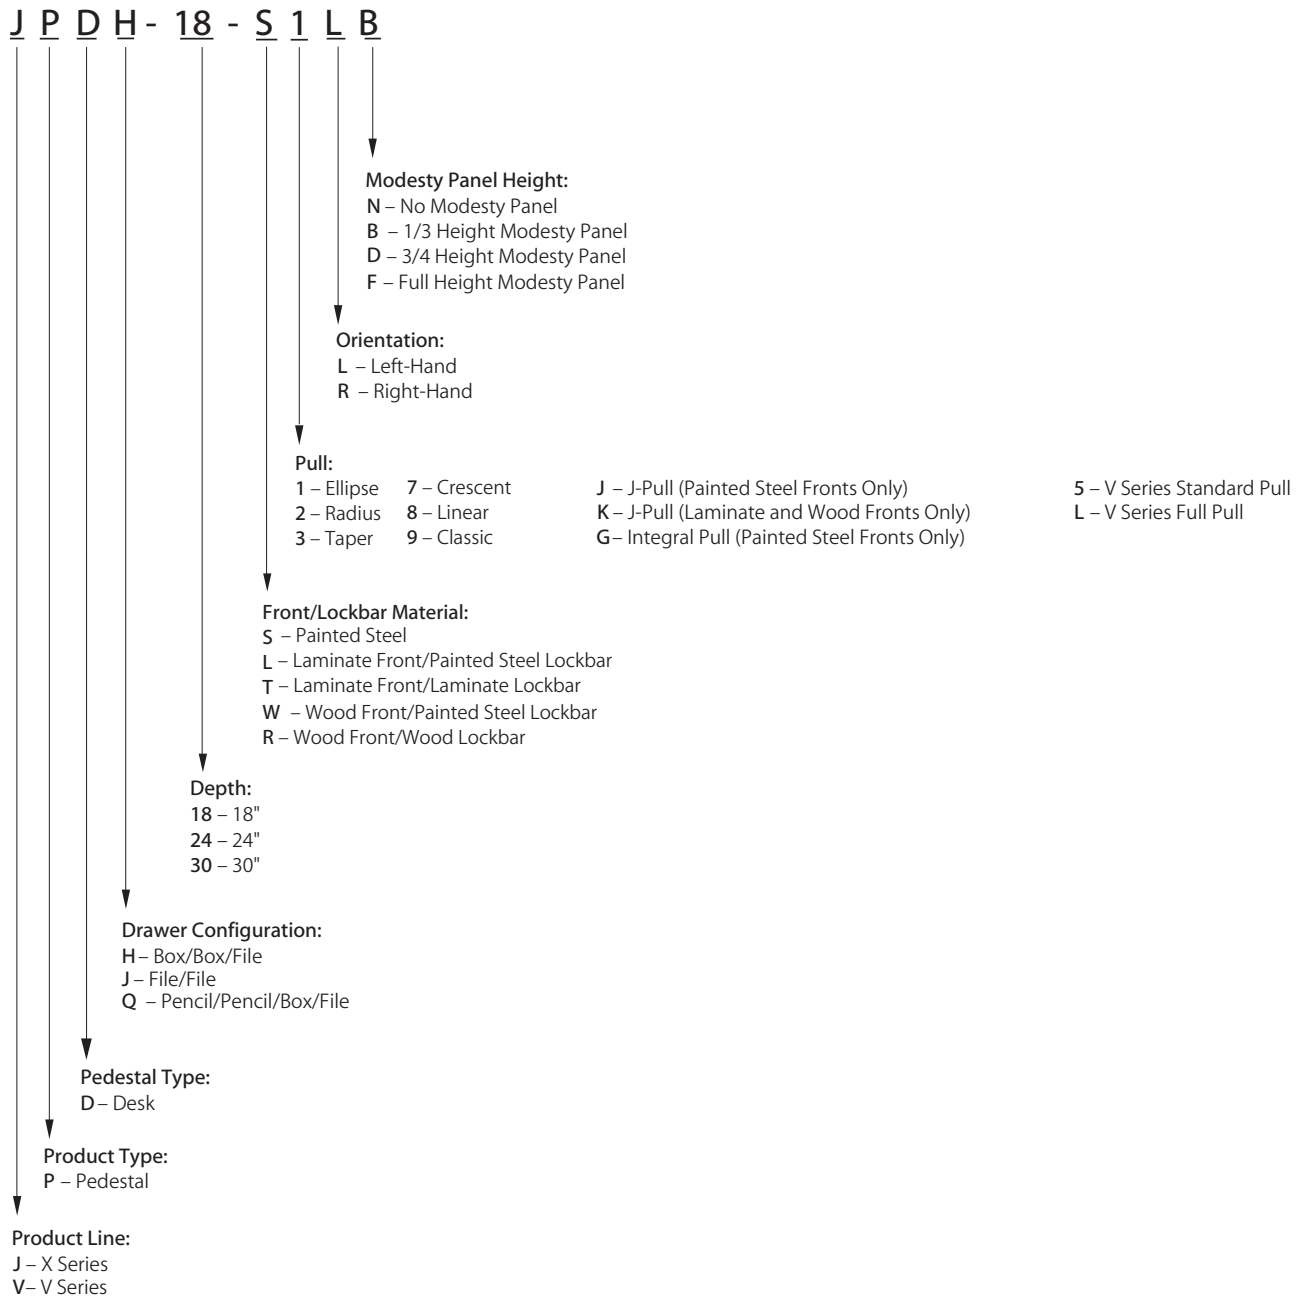 J P D H - 18 - S 1 L B
Modesty Panel Height:
N – No Modesty Panel
B – 1/3 Height Modesty Panel
D – 3/4 Height Modesty Panel
F – Full Height Modesty Panel
Orientation:
L – Left-Hand
R – Right-Hand
Pull:
1 – Ellipse 7 – Crescent J – J-Pull (Painted Steel Fronts Only) 5 – V Series Standard Pull
2 – Radius 8 – Linear K – J-Pull (Laminate and Wood Fronts Only) L – V Series Full Pull
3 – Taper 9 – Classic G– Integral Pull (Painted Steel Fronts Only)
Front/Lockbar Material:
S – Painted Steel
L – Laminate Front/Painted Steel Lockbar
T – Laminate Front/Laminate Lockbar
W – Wood Front/Painted Steel Lockbar
R – Wood Front/Wood Lockbar
Depth:
18 – 18"
24 – 24"
30 – 30"
Drawer Configuration:
H– Box/Box/File
J – File/File
Q – Pencil/Pencil/Box/File
Pedestal Type:
D – Desk
Product Type:
P – Pedestal
Product Line:
J – X Series
V– V Series